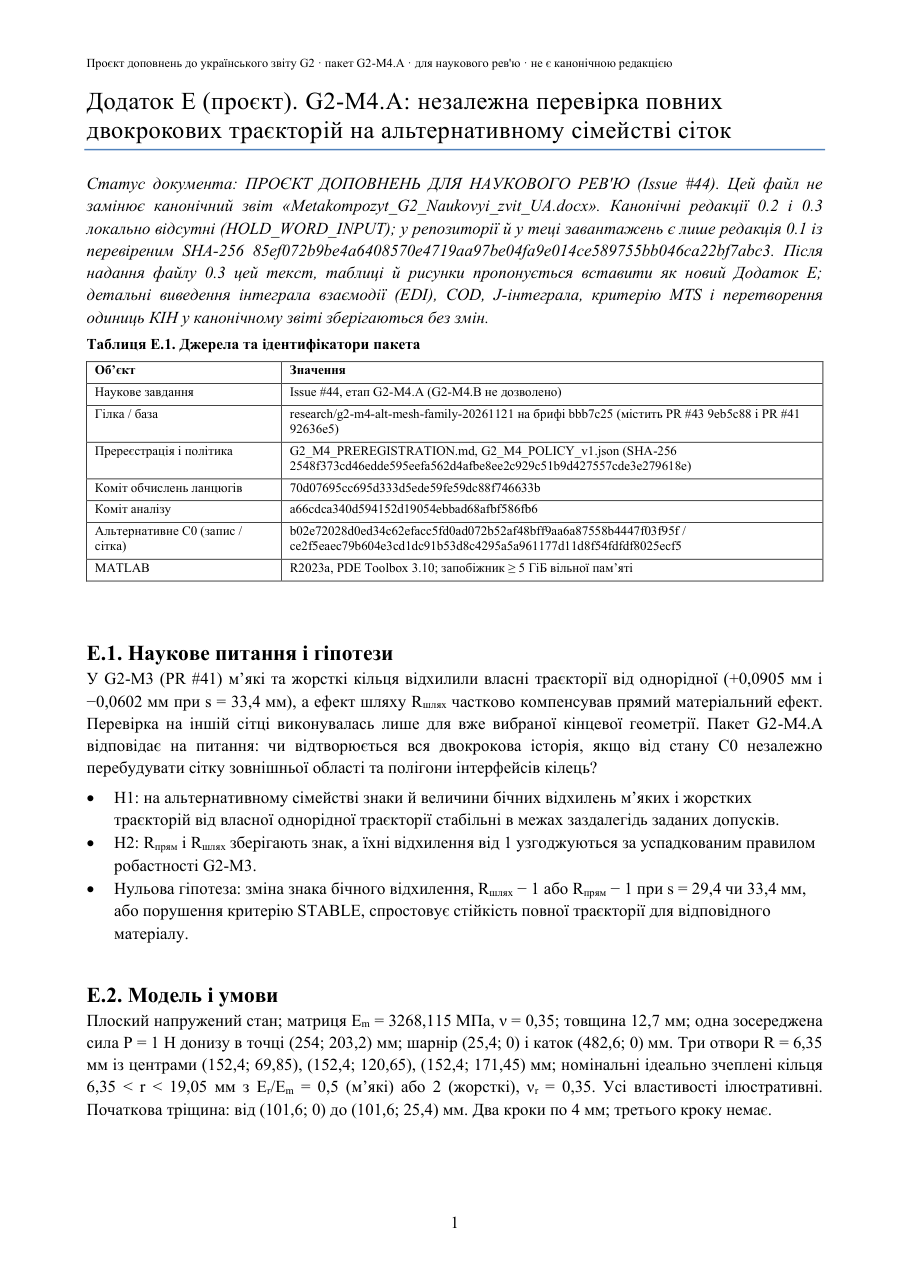 Проєкт доповнень до українського звіту G2 · пакет G2-M4.A · для наукового рев'ю · не є канонічною редакцією
Додаток Е (проєкт). G2-M4.A: незалежна перевірка повних
двокрокових траєкторій на альтернативному сімействі сіток
Статус документа: ПРОЄКТ ДОПОВНЕНЬ ДЛЯ НАУКОВОГО РЕВ'Ю (Issue #44). Цей файл не
замінює канонічний звіт «Metakompozyt_G2_Naukovyi_zvit_UA.docx». Канонічні редакції 0.2 і 0.3
локально відсутні (HOLD_WORD_INPUT); у репозиторії й у теці завантажень є лише редакція 0.1 із
перевіреним SHA-256 85ef072b9be4a6408570e4719aa97be04fa9e014ce589755bb046ca22bf7abc3. Після
надання файлу 0.3 цей текст, таблиці й рисунки пропонується вставити як новий Додаток Е;
детальні виведення інтеграла взаємодії (EDI), COD, J-інтеграла, критерію MTS і перетворення
одиниць КІН у канонічному звіті зберігаються без змін.
Таблиця Е.1. Джерела та ідентифікатори пакета
Об’єкт Значення
Наукове завдання Issue #44, етап G2-M4.A (G2-M4.B не дозволено)
Гілка / база research/g2-m4-alt-mesh-family-20261121 на брифі bbb7c25 (містить PR #43 9eb5c88 і PR #41
92636e5)
Пререєстрація і політика G2_M4_PREREGISTRATION.md, G2_M4_POLICY_v1.json (SHA-256
2548f373cd46edde595eefa562d4afbe8ee2c929c51b9d427557cde3e279618e)
Коміт обчислень ланцюгів 70d07695cc695d333d5ede59fe59dc88f746633b
Коміт аналізу a66cdca340d594152d19054ebbad68afbf586fb6
Альтернативне C0 (запис / b02e72028d0ed34c62efacc5fd0ad072b52af48bff9aa6a87558b4447f03f95f /
сітка) ce2f5eaec79b604e3cd1dc91b53d8c4295a5a961177d11d8f54fdfdf8025ecf5
MATLAB R2023a, PDE Toolbox 3.10; запобіжник ≥ 5 ГіБ вільної пам’яті
Е.1. Наукове питання і гіпотези
У G2-M3 (PR #41) м’які та жорсткі кільця відхилили власні траєкторії від однорідної (+0,0905 мм і
−0,0602 мм при s = 33,4 мм), а ефект шляху Rшлях частково компенсував прямий матеріальний ефект.
Перевірка на іншій сітці виконувалась лише для вже вибраної кінцевої геометрії. Пакет G2-M4.A
відповідає на питання: чи відтворюється вся двокрокова історія, якщо від стану C0 незалежно
перебудувати сітку зовнішньої області та полігони інтерфейсів кілець?
• H1: на альтернативному сімействі знаки й величини бічних відхилень м’яких і жорстких
траєкторій від власної однорідної траєкторії стабільні в межах заздалегідь заданих допусків.
• H2: Rпрям і Rшлях зберігають знак, а їхні відхилення від 1 узгоджуються за успадкованим правилом
робастності G2-M3.
• Нульова гіпотеза: зміна знака бічного відхилення, Rшлях − 1 або Rпрям − 1 при s = 29,4 чи 33,4 мм,
або порушення критерію STABLE, спростовує стійкість повної траєкторії для відповідного
матеріалу.
Е.2. Модель і умови
Плоский напружений стан; матриця Em = 3268,115 МПа, ν = 0,35; товщина 12,7 мм; одна зосереджена
сила P = 1 Н донизу в точці (254; 203,2) мм; шарнір (25,4; 0) і каток (482,6; 0) мм. Три отвори R = 6,35
мм із центрами (152,4; 69,85), (152,4; 120,65), (152,4; 171,45) мм; номінальні ідеально зчеплені кільця
6,35 < r < 19,05 мм з Er/Em = 0,5 (м’які) або 2 (жорсткі), νr = 0,35. Усі властивості ілюстративні.
Початкова тріщина: від (101,6; 0) до (101,6; 25,4) мм. Два кроки по 4 мм; третього кроку немає.
1